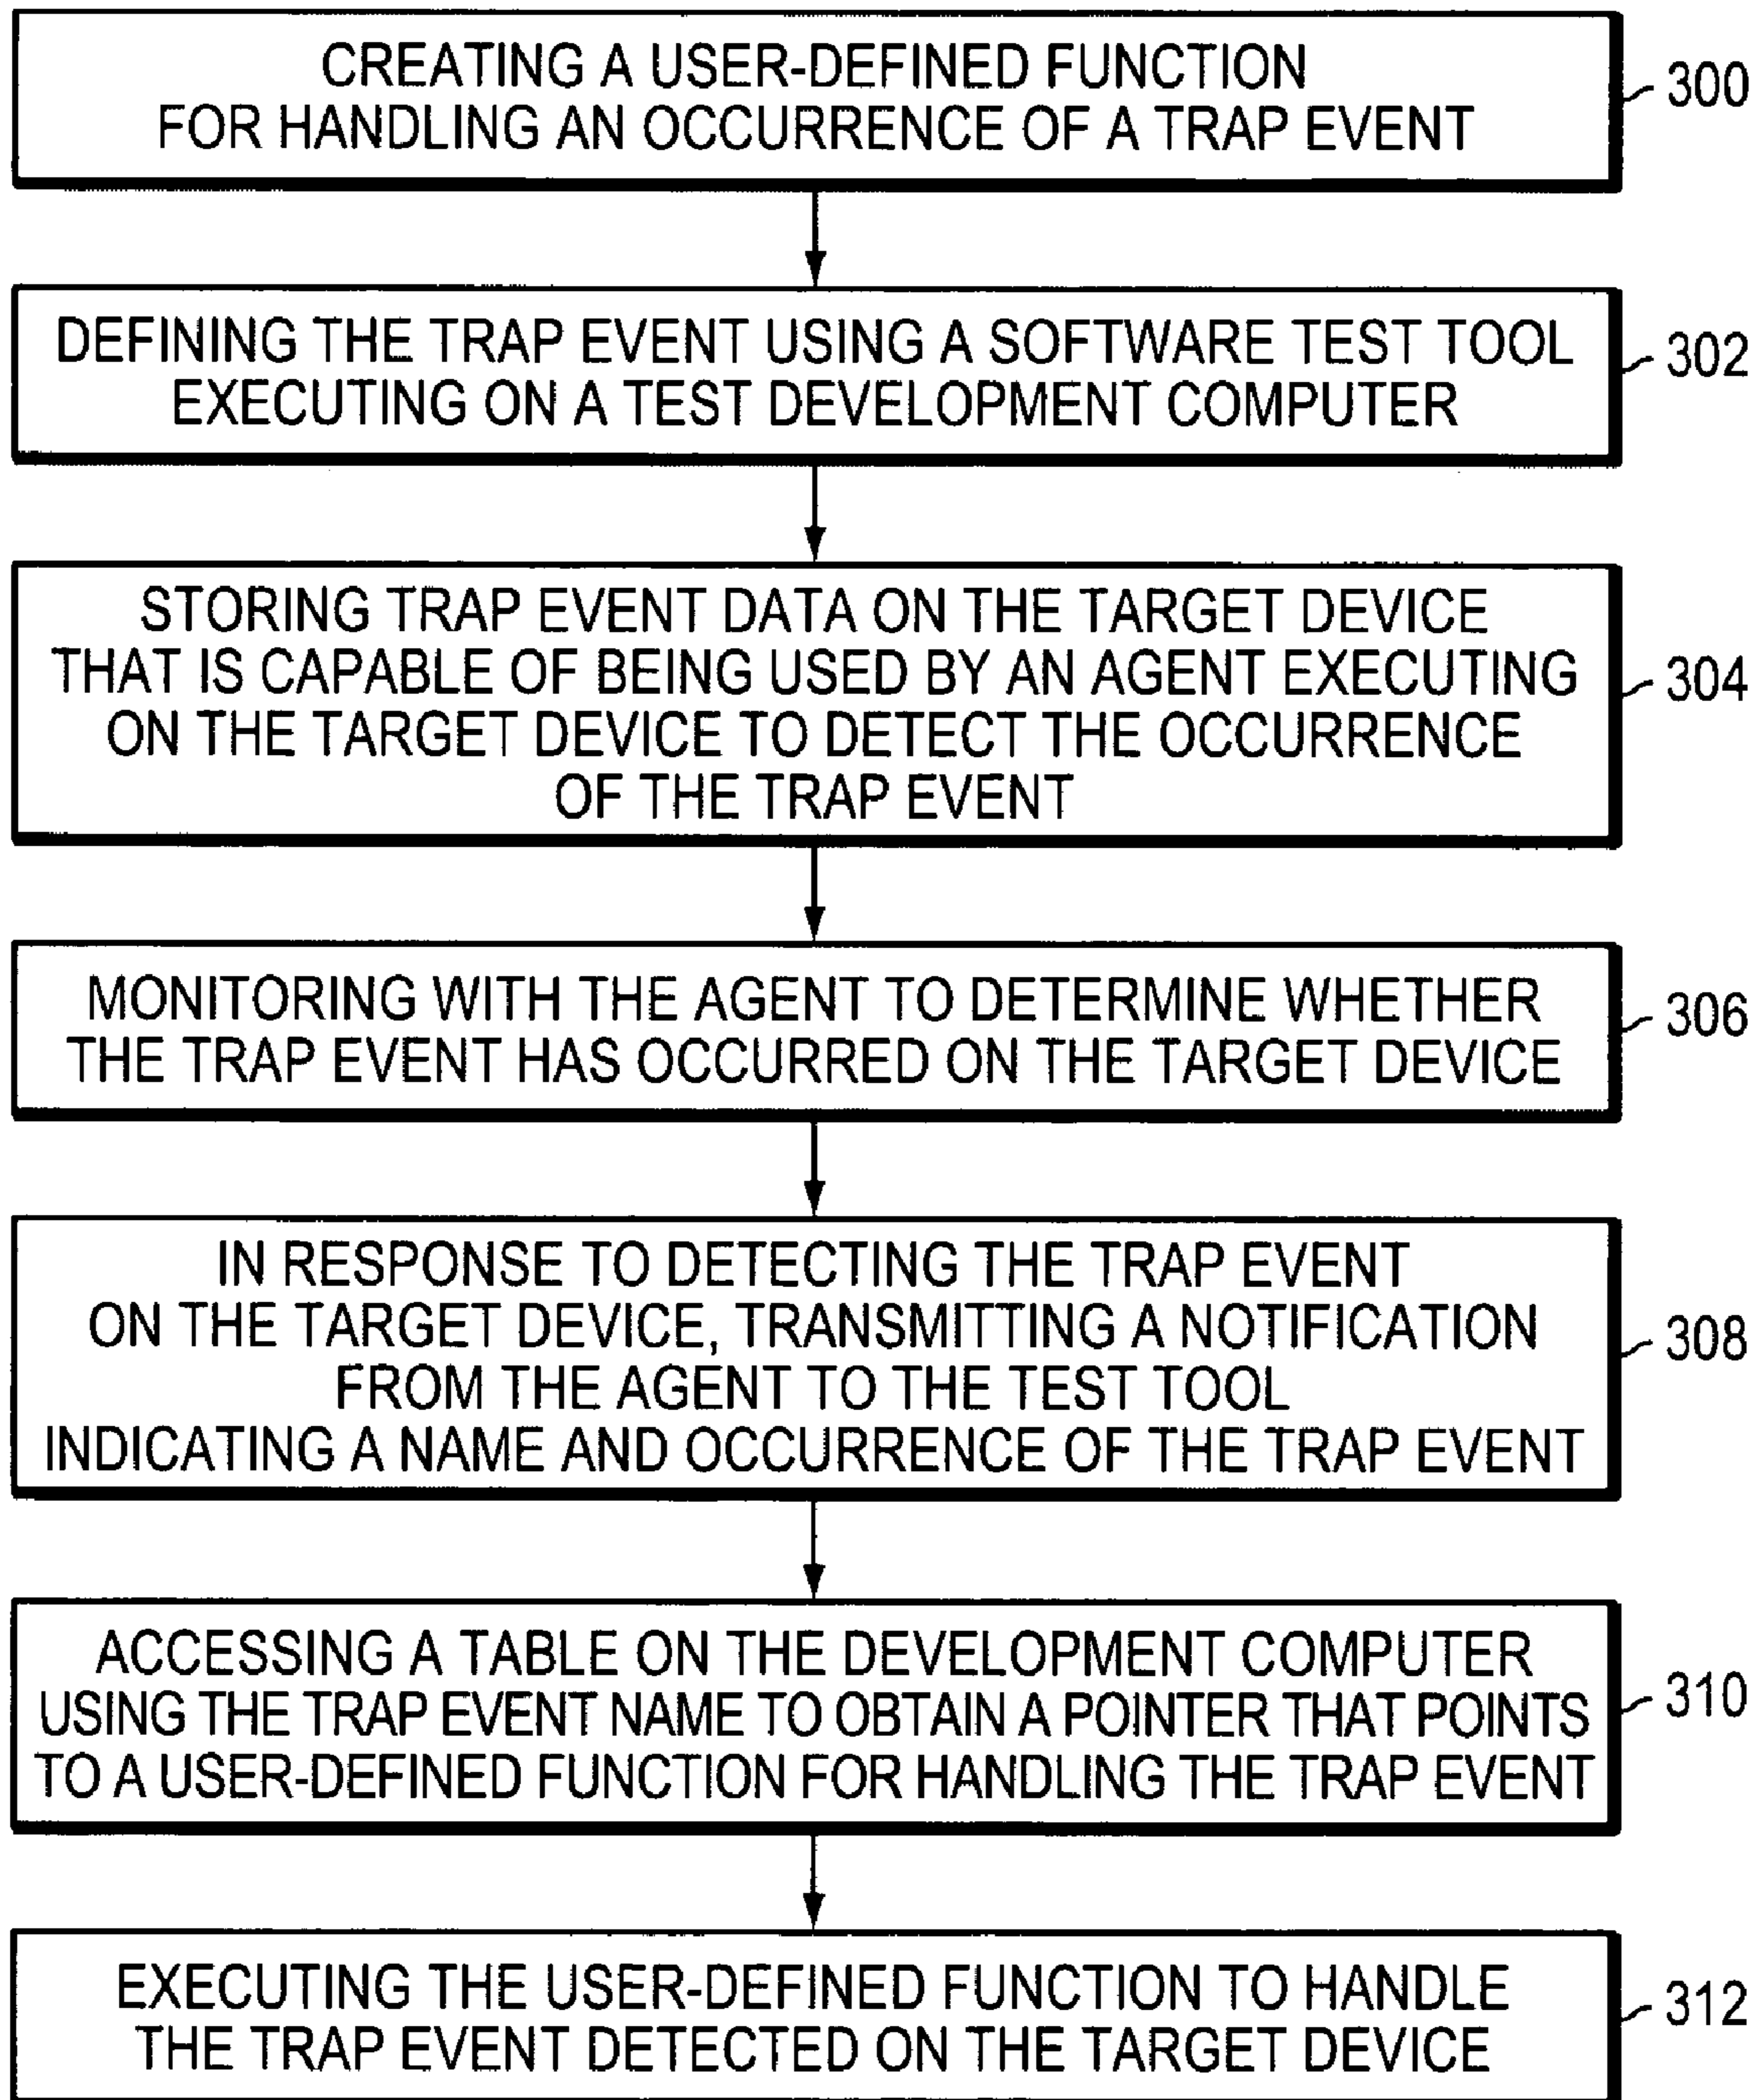 CREATING A USER-DEFINED FUNCTION
FOR HANDLING AN OCCURRENCE OF A TRAP EVENT
300
DEFINING THE TRAP EVENT USING A SOFTWARE TEST TOOL
EXECUTING ON A TEST DEVELOPMENT COMPUTER
302
STORING TRAP EVENT DATA ON THE TARGET DEVICE
THAT IS CAPABLE OF BEING USED BY AN AGENT EXECUTING
ON THE TARGET DEVICE TO DETECT THE OCCURRENCE
OF THE TRAP EVENT
304
MONITORING WITH THE AGENT TO DETERMINE WHETHER
THE TRAP EVENT HAS OCCURRED ON THE TARGET DEVICE
306
IN RESPONSE TO DETECTING THE TRAP EVENT
ON THE TARGET DEVICE, TRANSMITTING A NOTIFICATION
FROM THE AGENT TO THE TEST TOOL
INDICATING A NAME AND OCCURRENCE OF THE TRAP EVENT
308
ACCESSING A TABLE ON THE DEVELOPMENT COMPUTER
USING THE TRAP EVENT NAME TO OBTAIN A POINTER THAT POINTS
TO A USER-DEFINED FUNCTION FOR HANDLING THE TRAP EVENT
310
EXECUTING THE USER-DEFINED FUNCTION TO HANDLE
THE TRAP EVENT DETECTED ON THE TARGET DEVICE
312